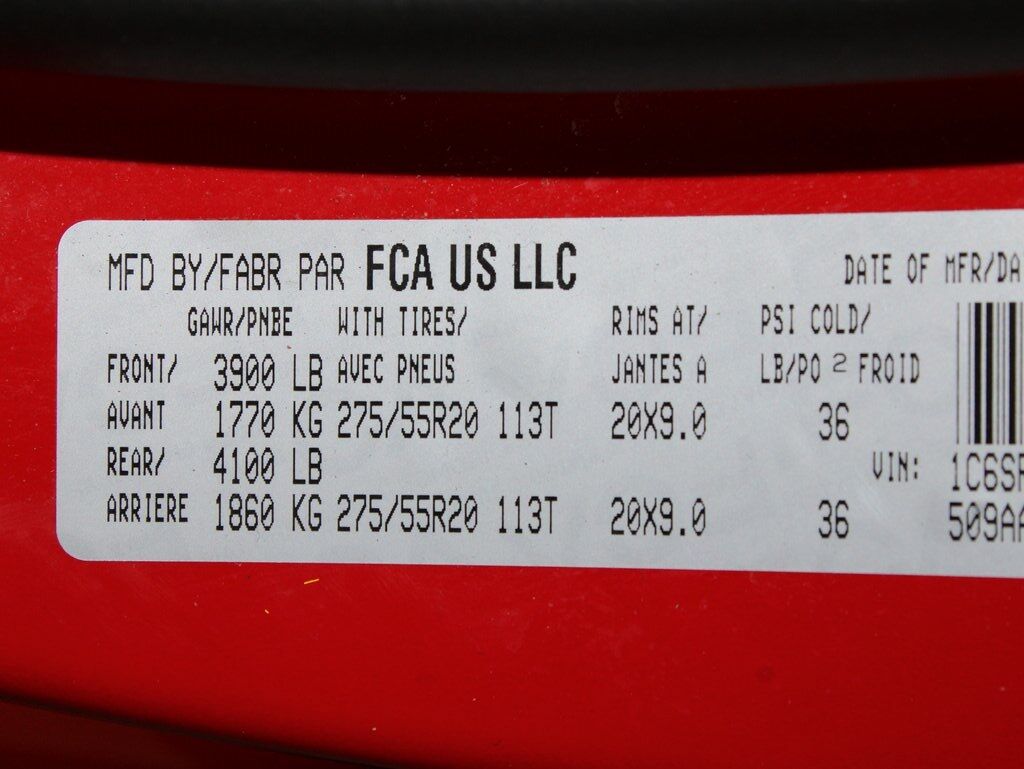 MFD BY/FABR PAR FCA US LLC DATE OF MFR/DA
GAWR/PNBE WITH TIRES/ RIMS AT/ PSI COLD/
FRONT/ 3900 LB AVEC PNEUS JANTES A LB/PO ² FROID
AVANT 1770 KG 275/55R20 113T 20X9.0 36
REAR/ 4100 LB VIN: 1C6S
ARRIERE 1860 KG 275/55R20 113T 20X9.0 36 509A